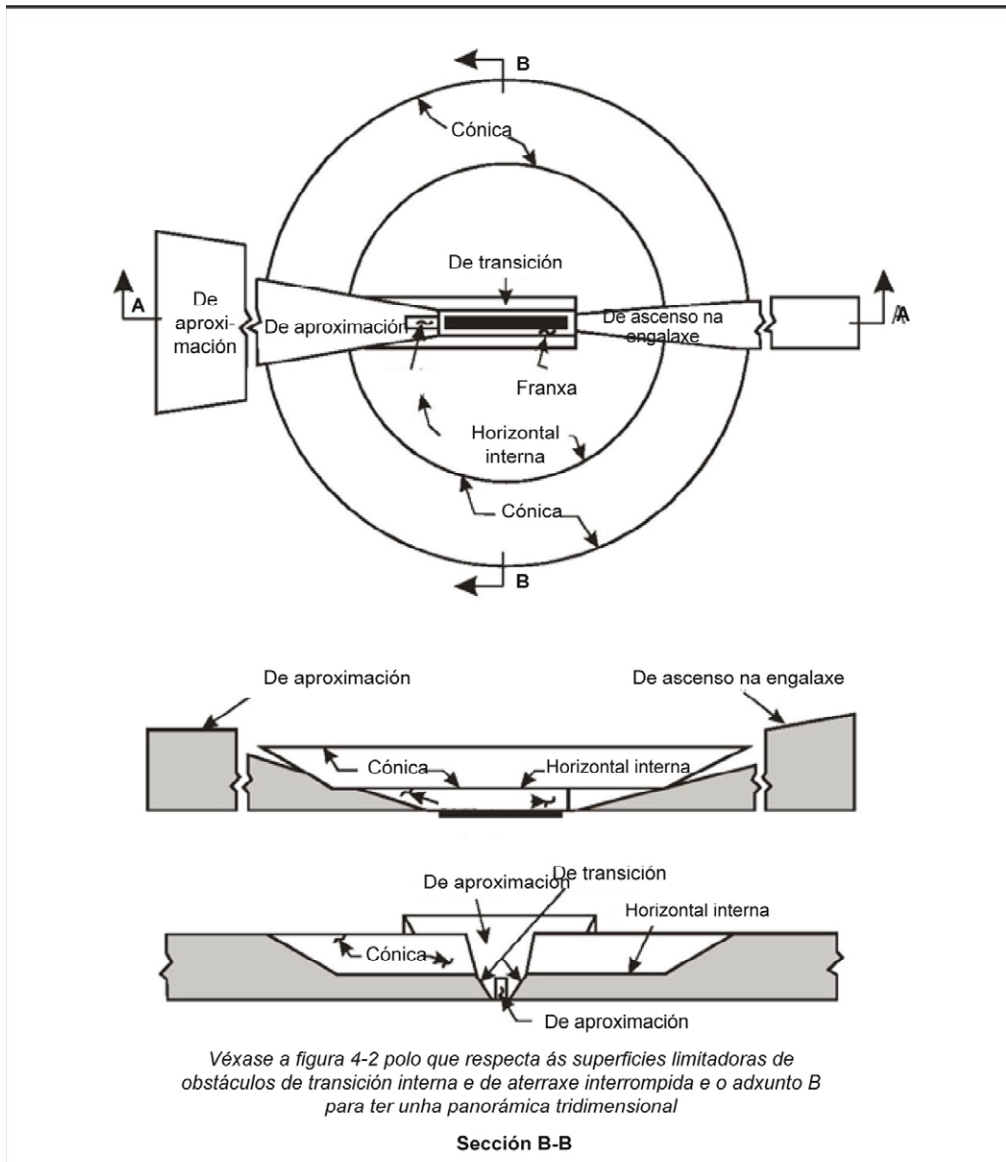 B
Cónica
De transición
A
De
aproxi-
mación
De aproximación
De ascenso na
engalaxe
A
Franxa
Horizontal
interna
Cónica
B
De aproximación
De ascenso na engalaxe
Cónica
Horizontal interna
De transición
De aproximación
Horizontal interna
Cónica
De aproximación
Véxase a figura 4-2 polo que respecta ás superficies limitadoras de
obstáculos de transición interna e de aterraxe interrompida e o adxunto B
para ter unha panorámica tridimensional
Sección B-B